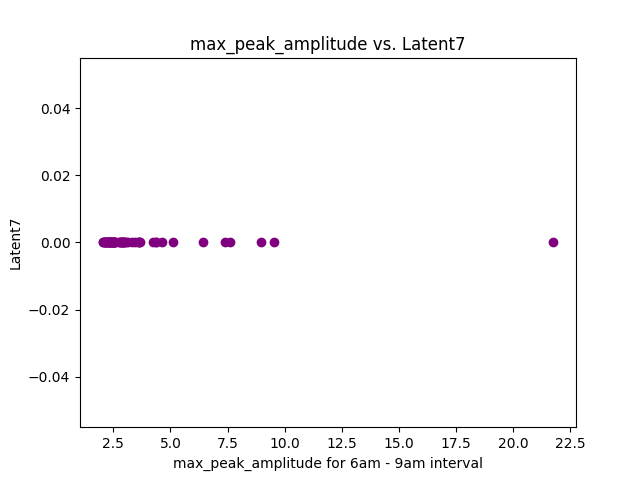 max_peak_amplitude vs. Latent7
0.04
0.02
0.00
−0.02
−0.04
Latent7
2.5 5.0 7.5 10.0 12.5 15.0 17.5 20.0 22.5
max_peak_amplitude for 6am - 9am interval